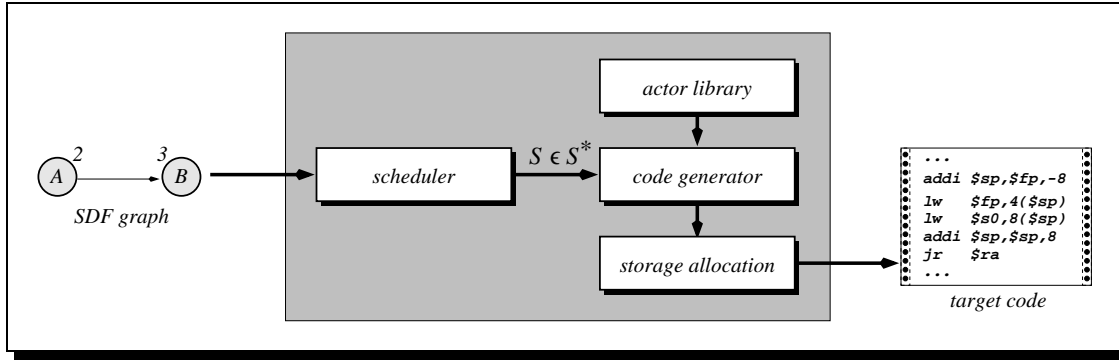 2
3
A
B
SDF graph
scheduler
S ϵ S*
actor library
code generator
storage allocation
...
addi $sp,$fp,-8
lw $fp,4($sp)
lw $s0,8($sp)
addi $sp,$sp,8
jr $ra
...
target code